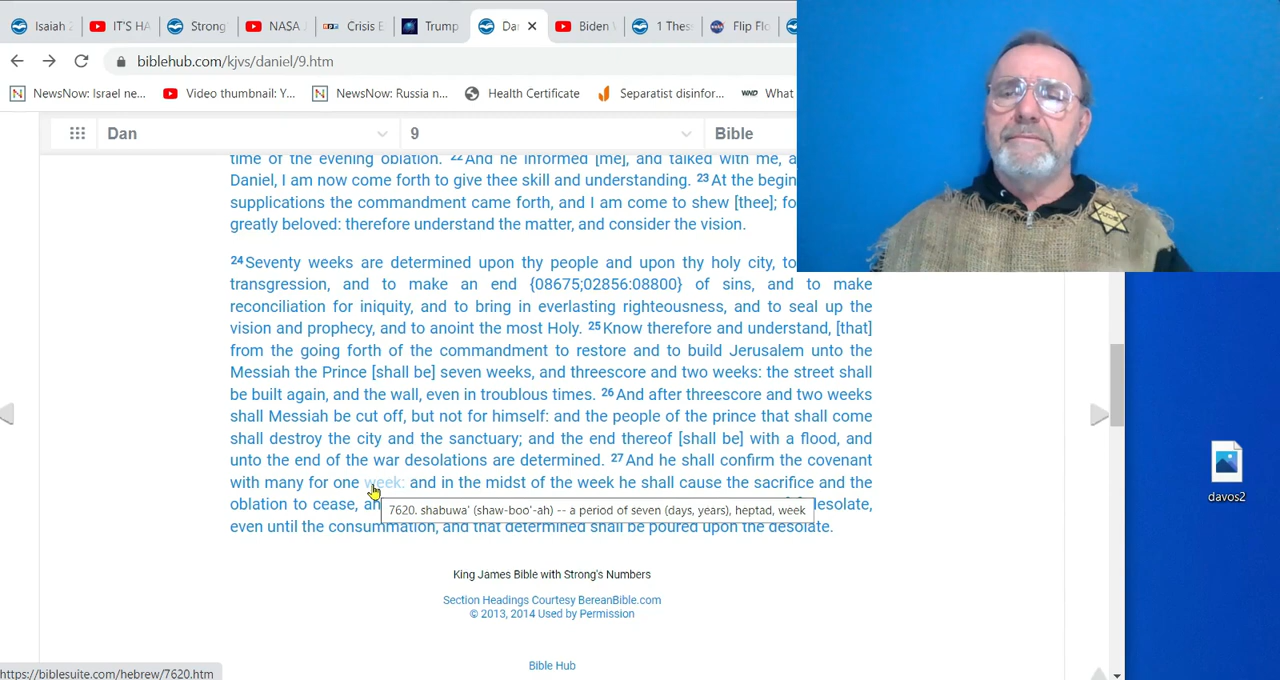 Isaiah 2
IT'S HA
Strong
NASA
Crisis E
Trump
Da
Biden
1 Thes
Flip Flo
biblehub.com/kjvs/daniel/9.htm
NewsNow: Israel ne...
Video thumbnail: Y...
NewsNow: Russia n...
Health Certificate
Separatist disinfor...
WND
What
Dan
9
Bible
time of the evening oblation. 22And he informed [me], and talked with me, a
Daniel, I am now come forth to give thee skill and understanding. 23At the begin
supplications the commandment came forth, and I am come to shew [thee]; fo
greatly beloved: therefore understand the matter, and consider the vision.
24Seventy weeks are determined upon thy people and upon thy holy city, to
transgression, and to make an end {08675;02856:08800} of sins, and to make
reconciliation for iniquity, and to bring in everlasting righteousness, and to seal up the
vision and prophecy, and to anoint the most Holy. 25Know therefore and understand, [that]
from the going forth of the commandment to restore and to build Jerusalem unto the
Messiah the Prince [shall be] seven weeks, and threescore and two weeks: the street shall
be built again, and the wall, even in troublous times. 26And after threescore and two weeks
shall Messiah be cut off, but not for himself: and the people of the prince that shall come
shall destroy the city and the sanctuary; and the end thereof [shall be] with a flood, and
unto the end of the war desolations are determined. 27And he shall confirm the covenant
with many for one week: and in the midst of the week he shall cause the sacrifice and the
oblation to cease, an desolate,
7620. shabuwa' (shaw-boo'-ah) -- a period of seven (days, years), heptad, week
even until the consummation, and that determined shall be poured upon the desolate.
King James Bible with Strong's Numbers
Section Headings Courtesy BereanBible.com
© 2013, 2014 Used by Permission
Bible Hub
https://biblesuite.com/hebrew/7620.htm
davos2